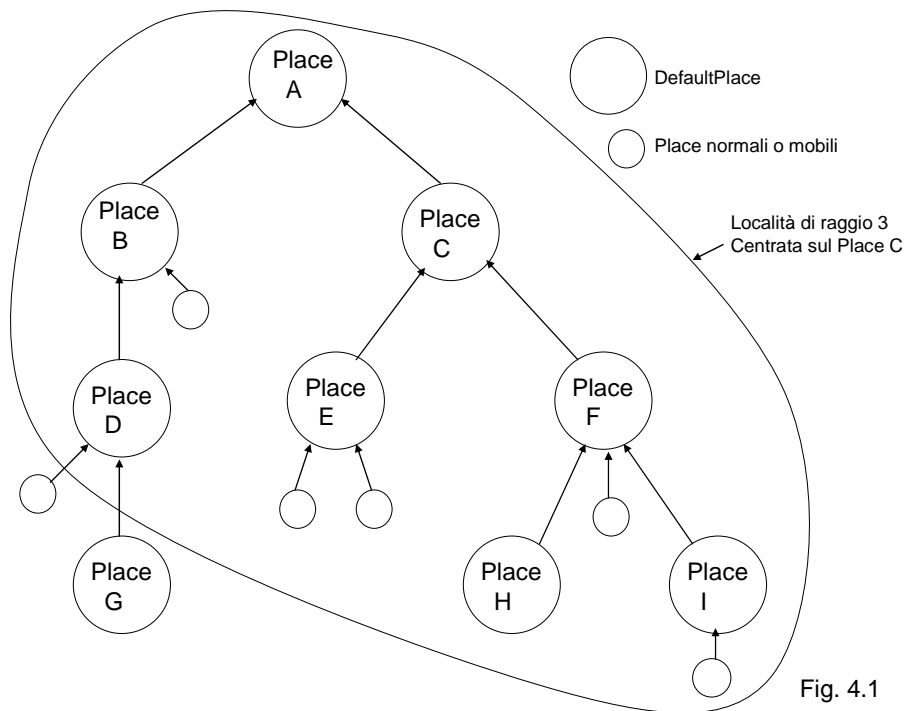 Place
A
DefaultPlace
Place normali o mobili
Place
B
Place
C
Località di raggio 3
Centrata sul Place C
Place
D
Place
E
Place
F
Place
G
Place
H
Place
I
Fig. 4.1